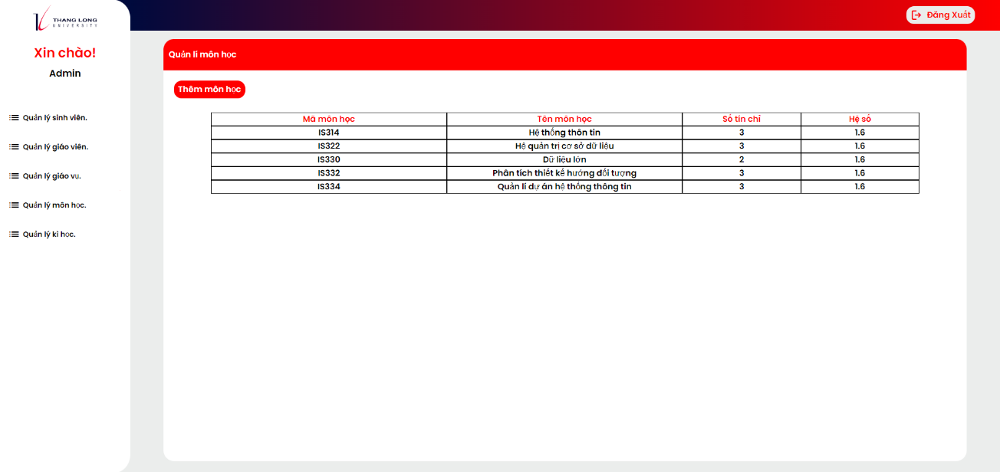 THANG LONG
UNIVERSITY
Đăng Xuất
Xin chào!
Admin
Quản lý sinh viên.
Quản lý giáo viên.
Quản lý giáo vụ.
Quản lý môn học.
Quản lý kì học.
Quản lí môn học
Thêm môn học
Mã môn học Tên môn học Số tín chỉ Hệ số
IS314 Hệ thống thôn tin 3 1.6
IS322 Hệ quản trị cơ sở dữ liệu 3 1.6
IS330 Dữ liệu lớn 2 1.6
IS332 Phân tích thiết kế hướng đối tượng 3 1.6
IS334 Quản lí dự án hệ thống thông tin 3 1.6